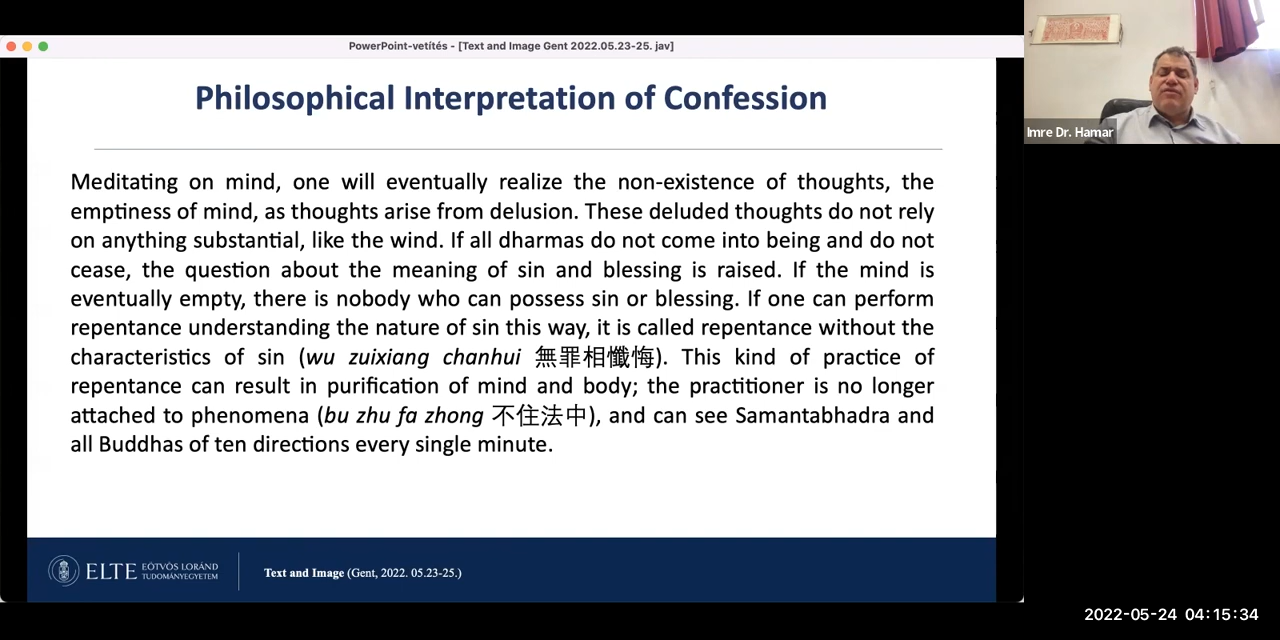 PowerPoint-vetítés - [Text and Image Gent 2022.05.23-25. jav]
Philosophical Interpretation of Confession
Meditating on mind, one will eventually realize the non-existence of thoughts, the
emptiness of mind, as thoughts arise from delusion. These deluded thoughts do not rely
on anything substantial, like the wind. If all dharmas do not come into being and do not
cease, the question about the meaning of sin and blessing is raised. If the mind is
eventually empty, there is nobody who can possess sin or blessing. If one can perform
repentance understanding the nature of sin this way, it is called repentance without the
characteristics of sin (wu zuixiang chanhui 無罪相懺悔). This kind of practice of
repentance can result in purification of mind and body; the practitioner is no longer
attached to phenomena (bu zhu fa zhong 不住法中), and can see Samantabhadra and
all Buddhas of ten directions every single minute.
ELTE EÖTVÖS LORÁND
TUDOMÁNYEGYETEM
Text and Image (Gent, 2022. 05.23-25.)
Imre Dr. Hamar
2022-05-24 04:15:34